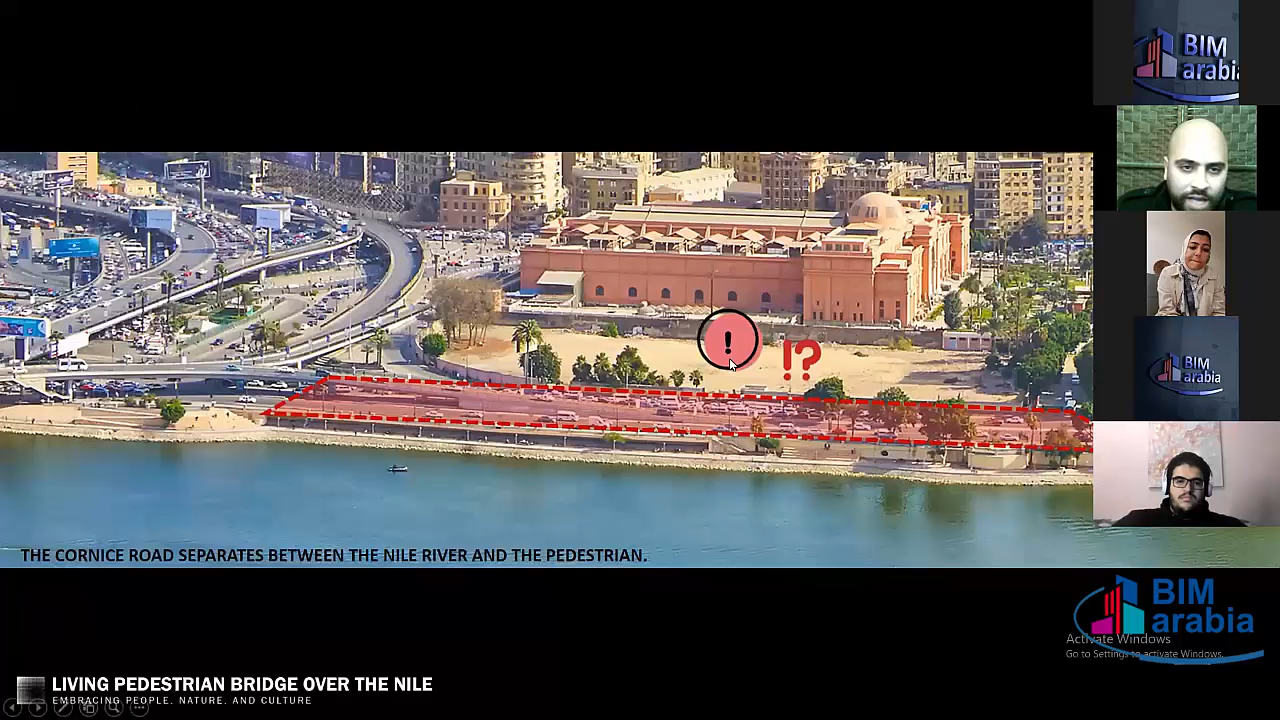 BIM
arabi
!
!?
BIM
arabia
THE CORNICE ROAD SEPARATES BETWEEN THE NILE RIVER AND THE PEDESTRIAN.
BIM
arabia
Activate Windows
Go to Settings to activate Windows.
LIVING PEDESTRIAN BRIDGE OVER THE NILE
EMBRACING PEOPLE, NATURE, AND CULTURE